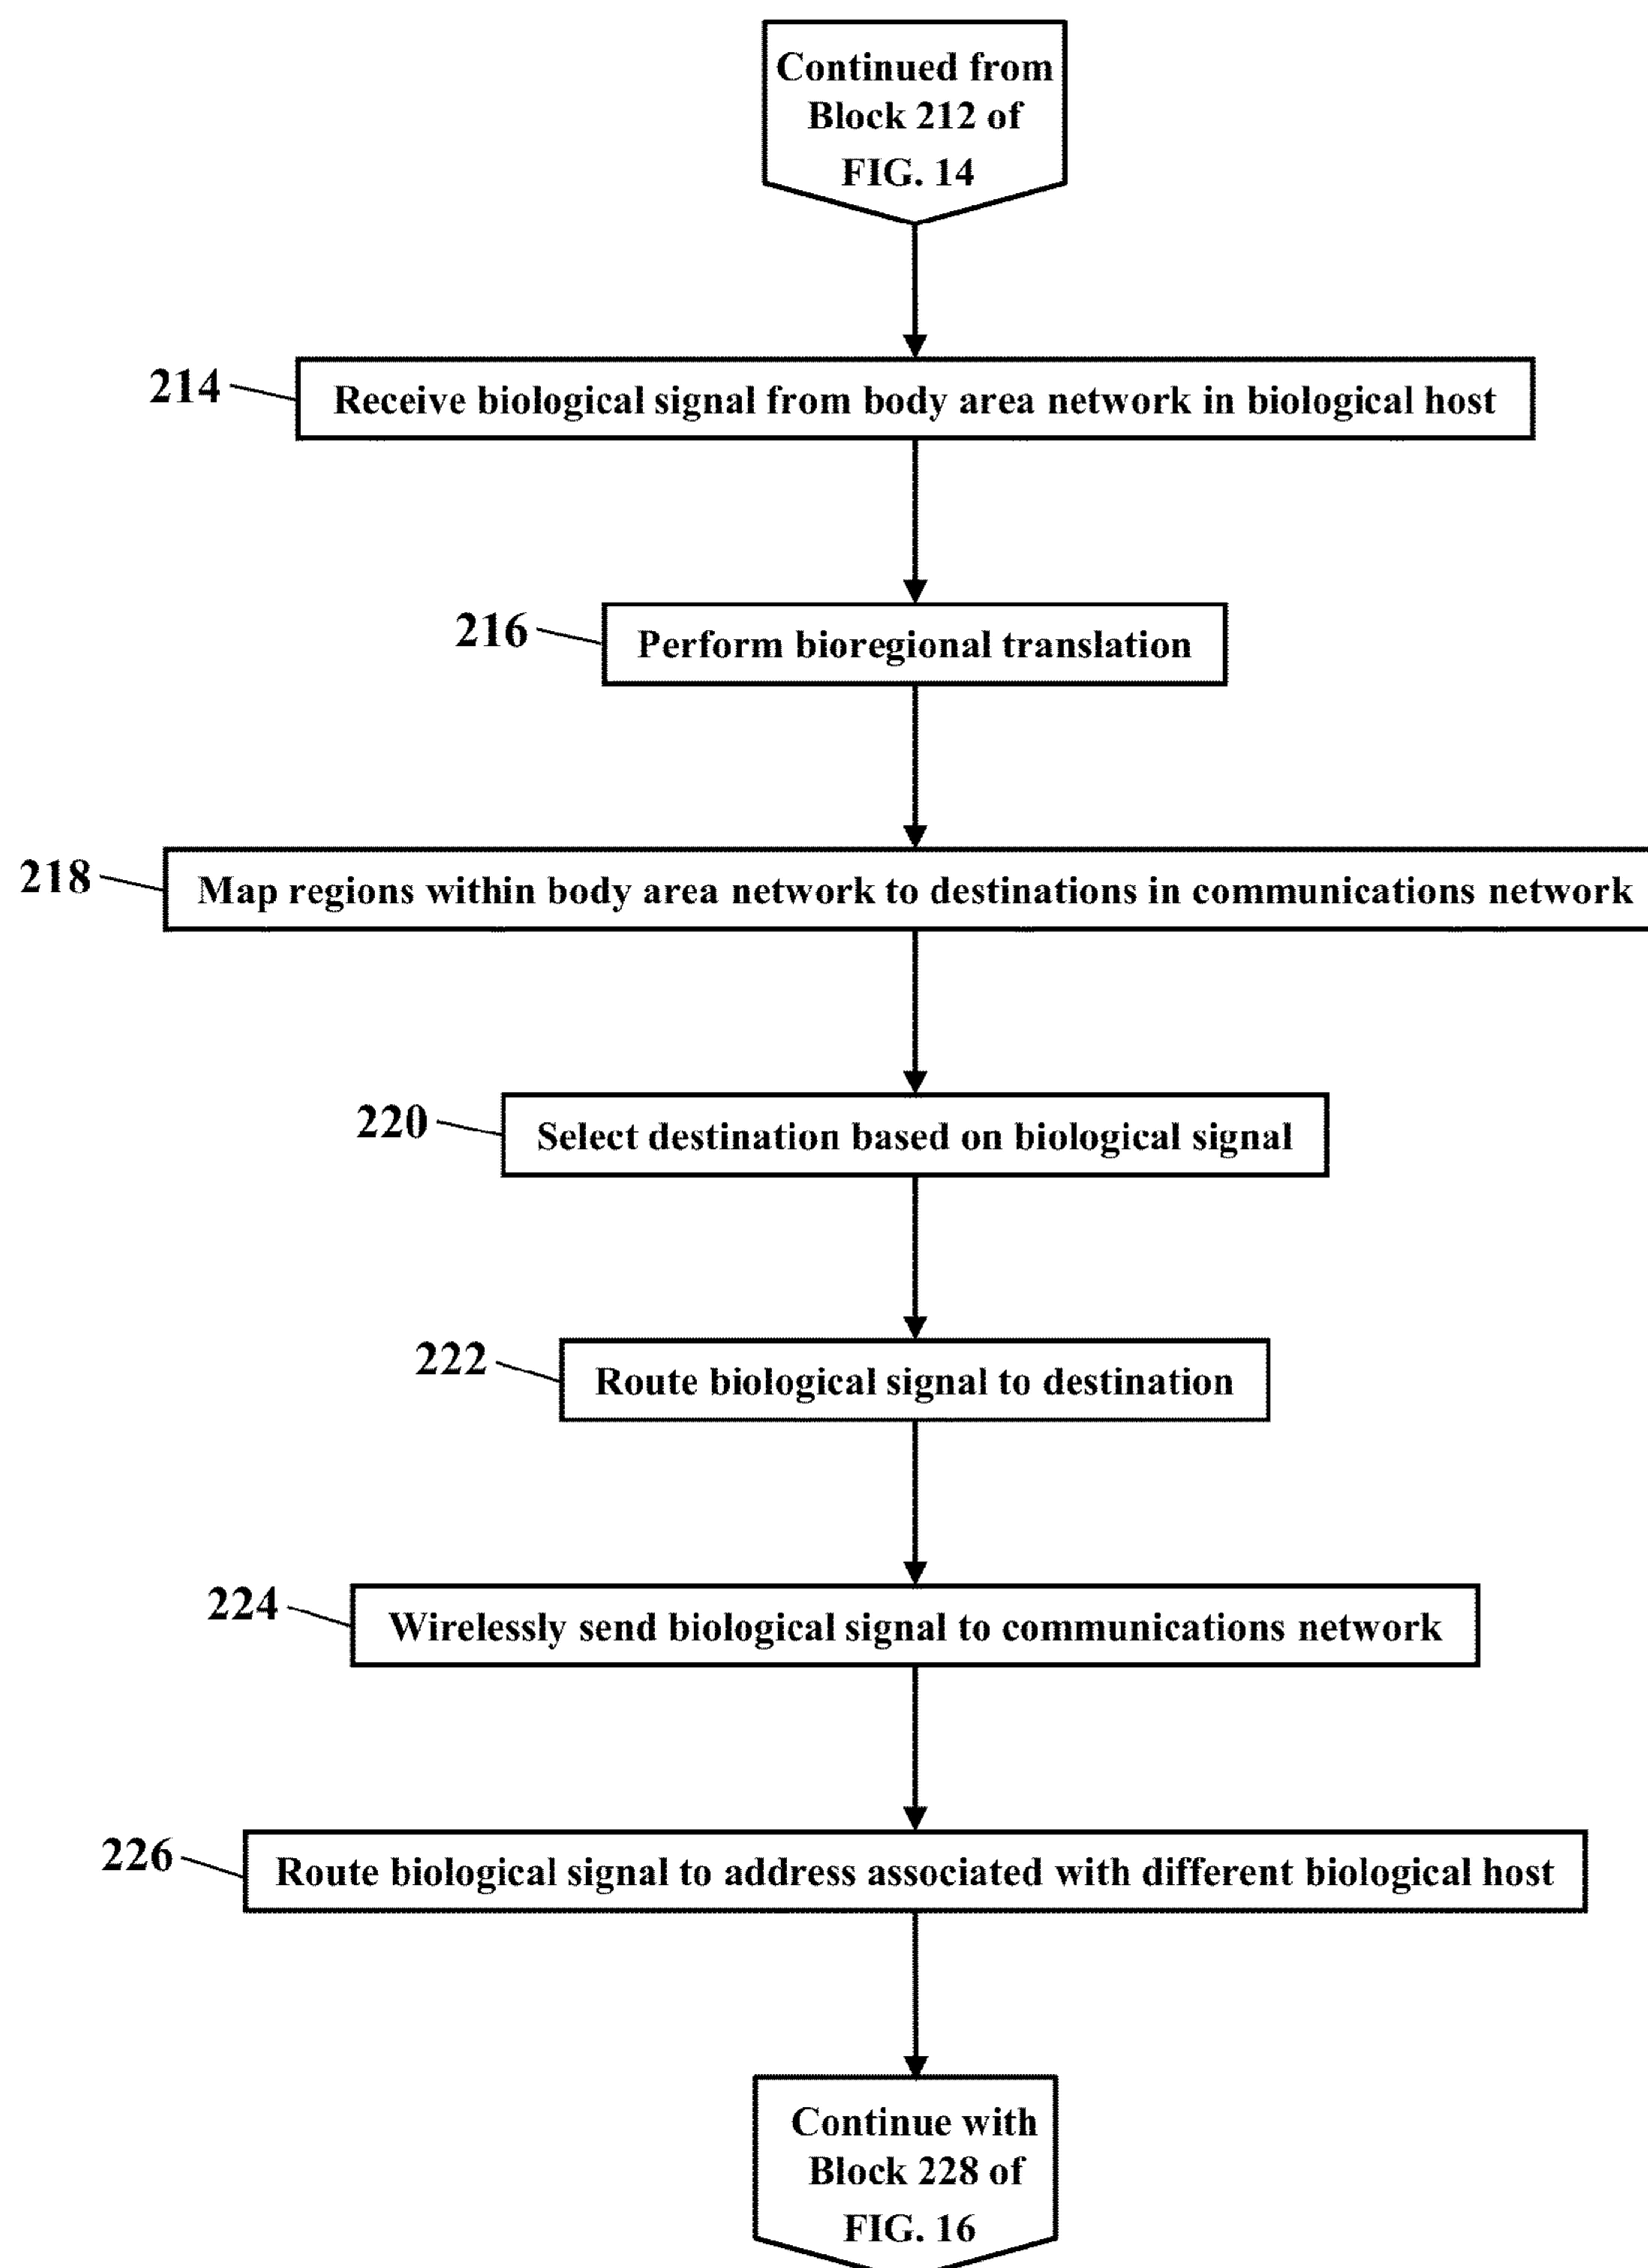 Continued from
Block 212 of
FIG. 14
214
Receive biological signal from body area network in biological host
216
Perform bioregional translation
218
Map regions within body area network to destinations in communications network
220
Select destination based on biological signal
222
Route biological signal to destination
224
Wirelessly send biological signal to communications network
226
Route biological signal to address associated with different biological host
Continue with
Block 228 of
FIG. 16